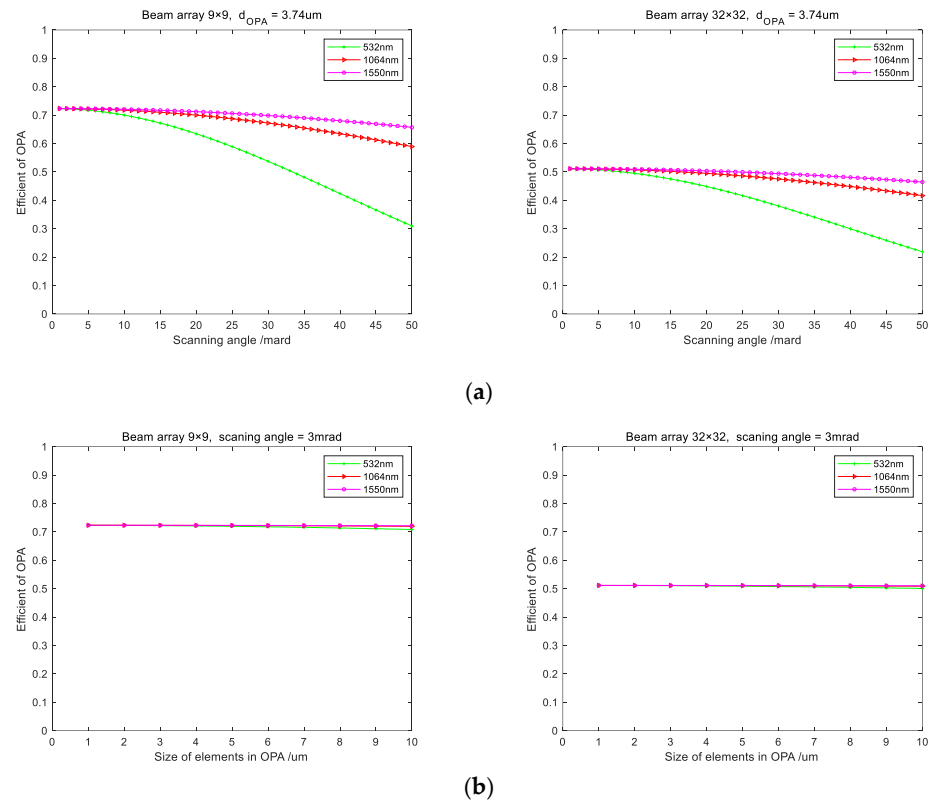 Beam array 9×9, d_OPA = 3.74um
Efficient of OPA
1
0.9
0.8
0.7
0.6
0.5
0.4
0.3
0.2
0.1
0
532nm
1064nm
1550nm
0 5 10 15 20 25 30 35 40 45 50
Scanning angle /mard
Beam array 32×32, d_OPA = 3.74um
Efficient of OPA
1
0.9
0.8
0.7
0.6
0.5
0.4
0.3
0.2
0.1
0
532nm
1064nm
1550nm
0 5 10 15 20 25 30 35 40 45 50
Scanning angle /mard
(a)
Beam array 9×9, scaning angle = 3mrad
Efficient of OPA
1
0.9
0.8
0.7
0.6
0.5
0.4
0.3
0.2
0.1
0
532nm
1064nm
1550nm
0 1 2 3 4 5 6 7 8 9 10
Size of elements in OPA /um
Beam array 32×32, scaning angle = 3mrad
Efficient of OPA
1
0.9
0.8
0.7
0.6
0.5
0.4
0.3
0.2
0.1
0
532nm
1064nm
1550nm
0 1 2 3 4 5 6 7 8 9 10
Size of elements in OPA /um
(b)